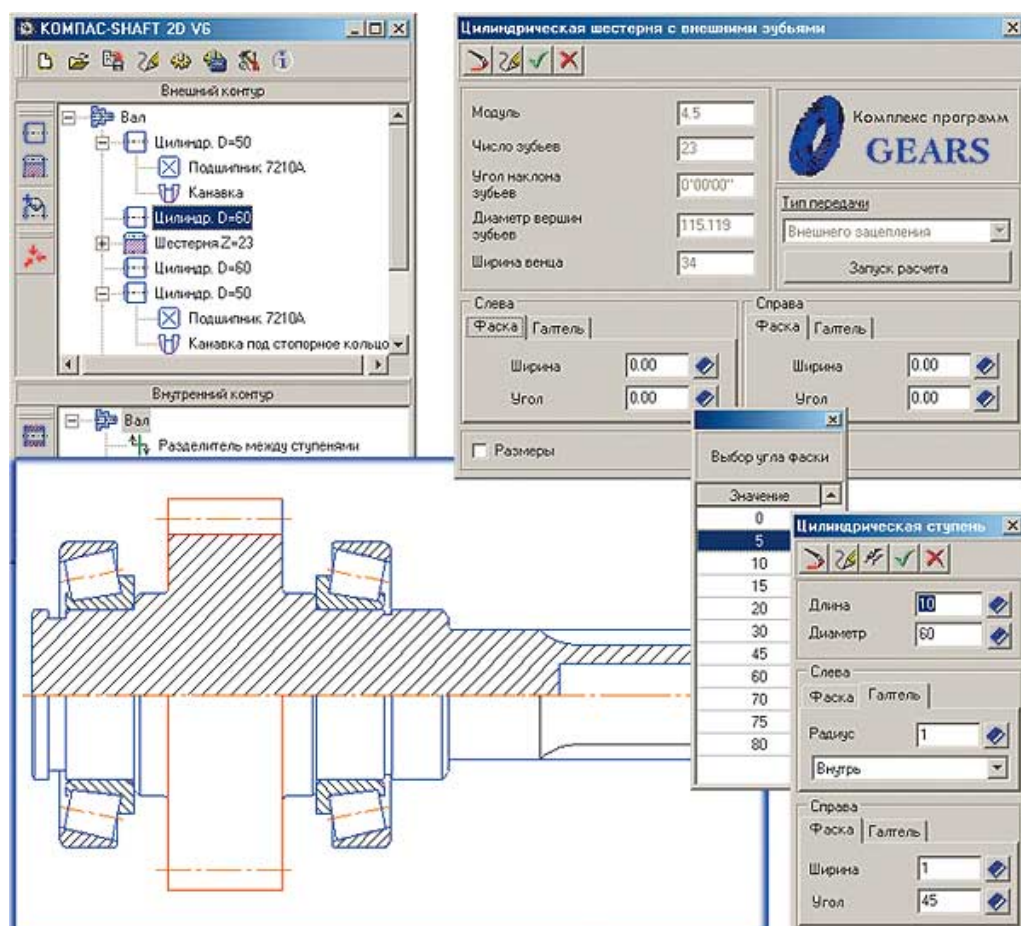 КОМПАС-SHAFT 2D V6
Внешний контур
Вал
Цилиндр. D=50
Подшипник 7210А
Канавка
Цилиндр. D=60
Шестерня Z=23
Цилиндр. D=60
Цилиндр. D=50
Подшипник 7210А
Канавка под стопорное кольцо
Внутренний контур
Вал
Разделитель между ступенями
Цилиндрическая шестерня с внешними зубьями
Модуль 4.5
Число зубьев 23
Угол наклона
зубьев 0°00'00"
Диаметр вершин
зубьев 115.119
Ширина венца 34
Комплекс программ
GEARS
Тип передачи
Внешнего зацепления
Запуск расчета
Слева
Фаска Галтель
Ширина 0.00
Угол 0.00
Справа
Фаска Галтель
Ширина 0.00
Угол 0.00
Размеры
Выбор угла фаски
Значение
0
5
10
15
20
30
45
60
70
75
80
Цилиндрическая ступень
Длина 10
Диаметр 60
Слева
Фаска Галтель
Радиус 1
Внутрь
Справа
Фаска Галтель
Ширина 1
Угол 45